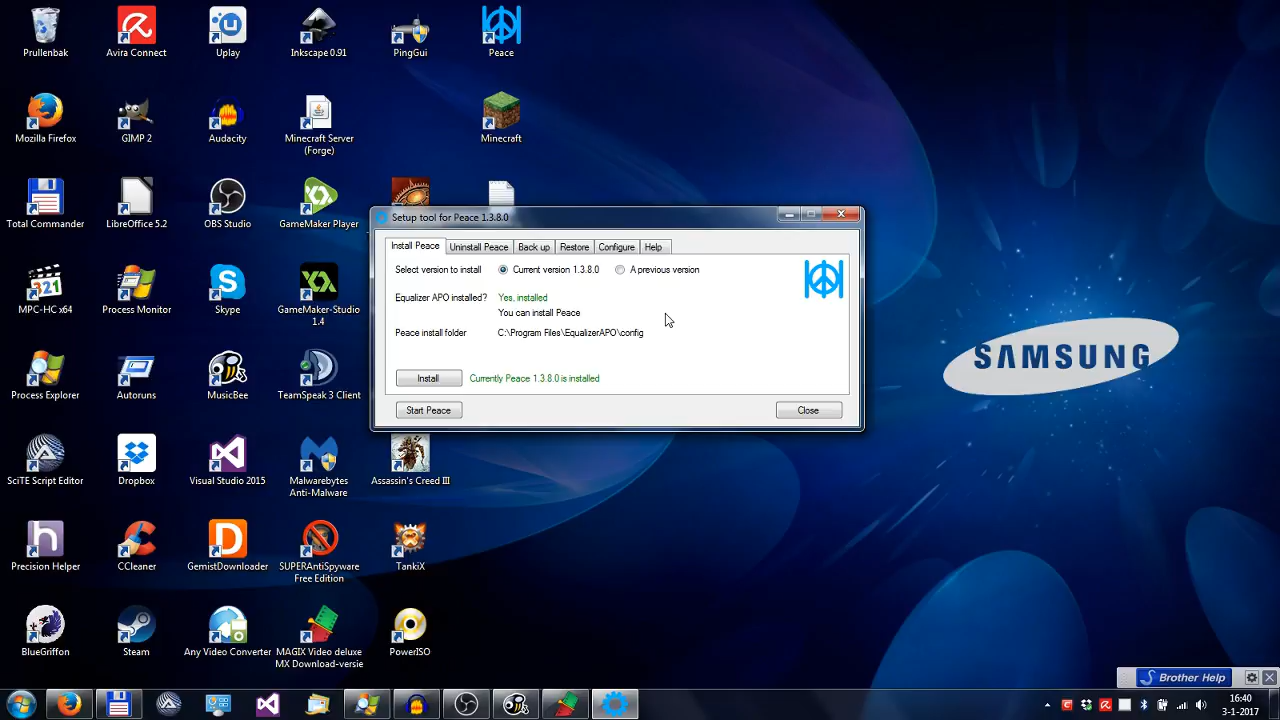 Prullenbak
Avira Connect
Uplay
Inkscape 0.91
PingGui
Peace
Mozilla Firefox
GIMP 2
Audacity
Minecraft Server
(Forge)
Minecraft
Total Commander
LibreOffice 5.2
OBS Studio
GameMaker Player
MPC-HC x64
Process Monitor
Skype
GameMaker-Studio
1.4
Process Explorer
Autoruns
MusicBee
TeamSpeak 3 Client
SciTE Script Editor
Dropbox
Visual Studio 2015
Malwarebytes
Anti-Malware
Assassin's Creed III
Precision Helper
CCleaner
GemistDownloader
SUPERAntiSpyware
Free Edition
TankiX
BlueGriffon
Steam
Any Video Converter
MAGIX Video deluxe
MX Download-versie
PowerISO
Setup tool for Peace 1.3.8.0
Install Peace
Uninstall Peace
Back up
Restore
Configure
Help
Select version to install
Current version 1.3.8.0
A previous version
Equalizer APO installed?
Yes, installed
You can install Peace
Peace install folder
C:\Program Files\EqualizerAPO\config
Install
Currently Peace 1.3.8.0 is installed
Start Peace
Close
SAMSUNG
Brother Help
16:40
3-1-2017